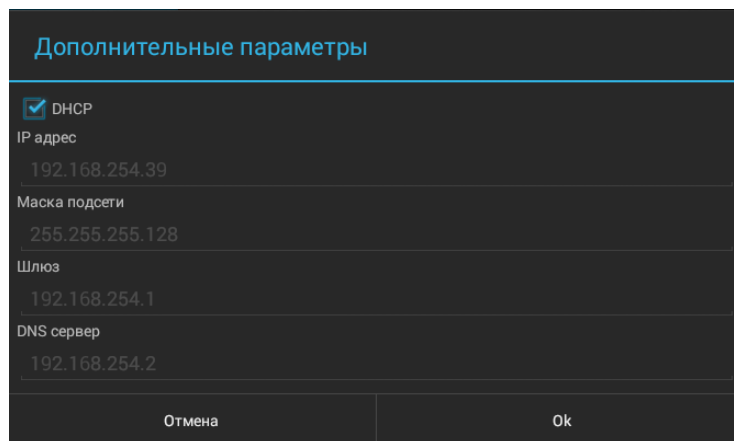 Дополнительные параметры
DHCP
IP адрес
192.168.254.39
Маска подсети
255.255.255.128
Шлюз
192.168.254.1
DNS сервер
192.168.254.2
Отмена Ok